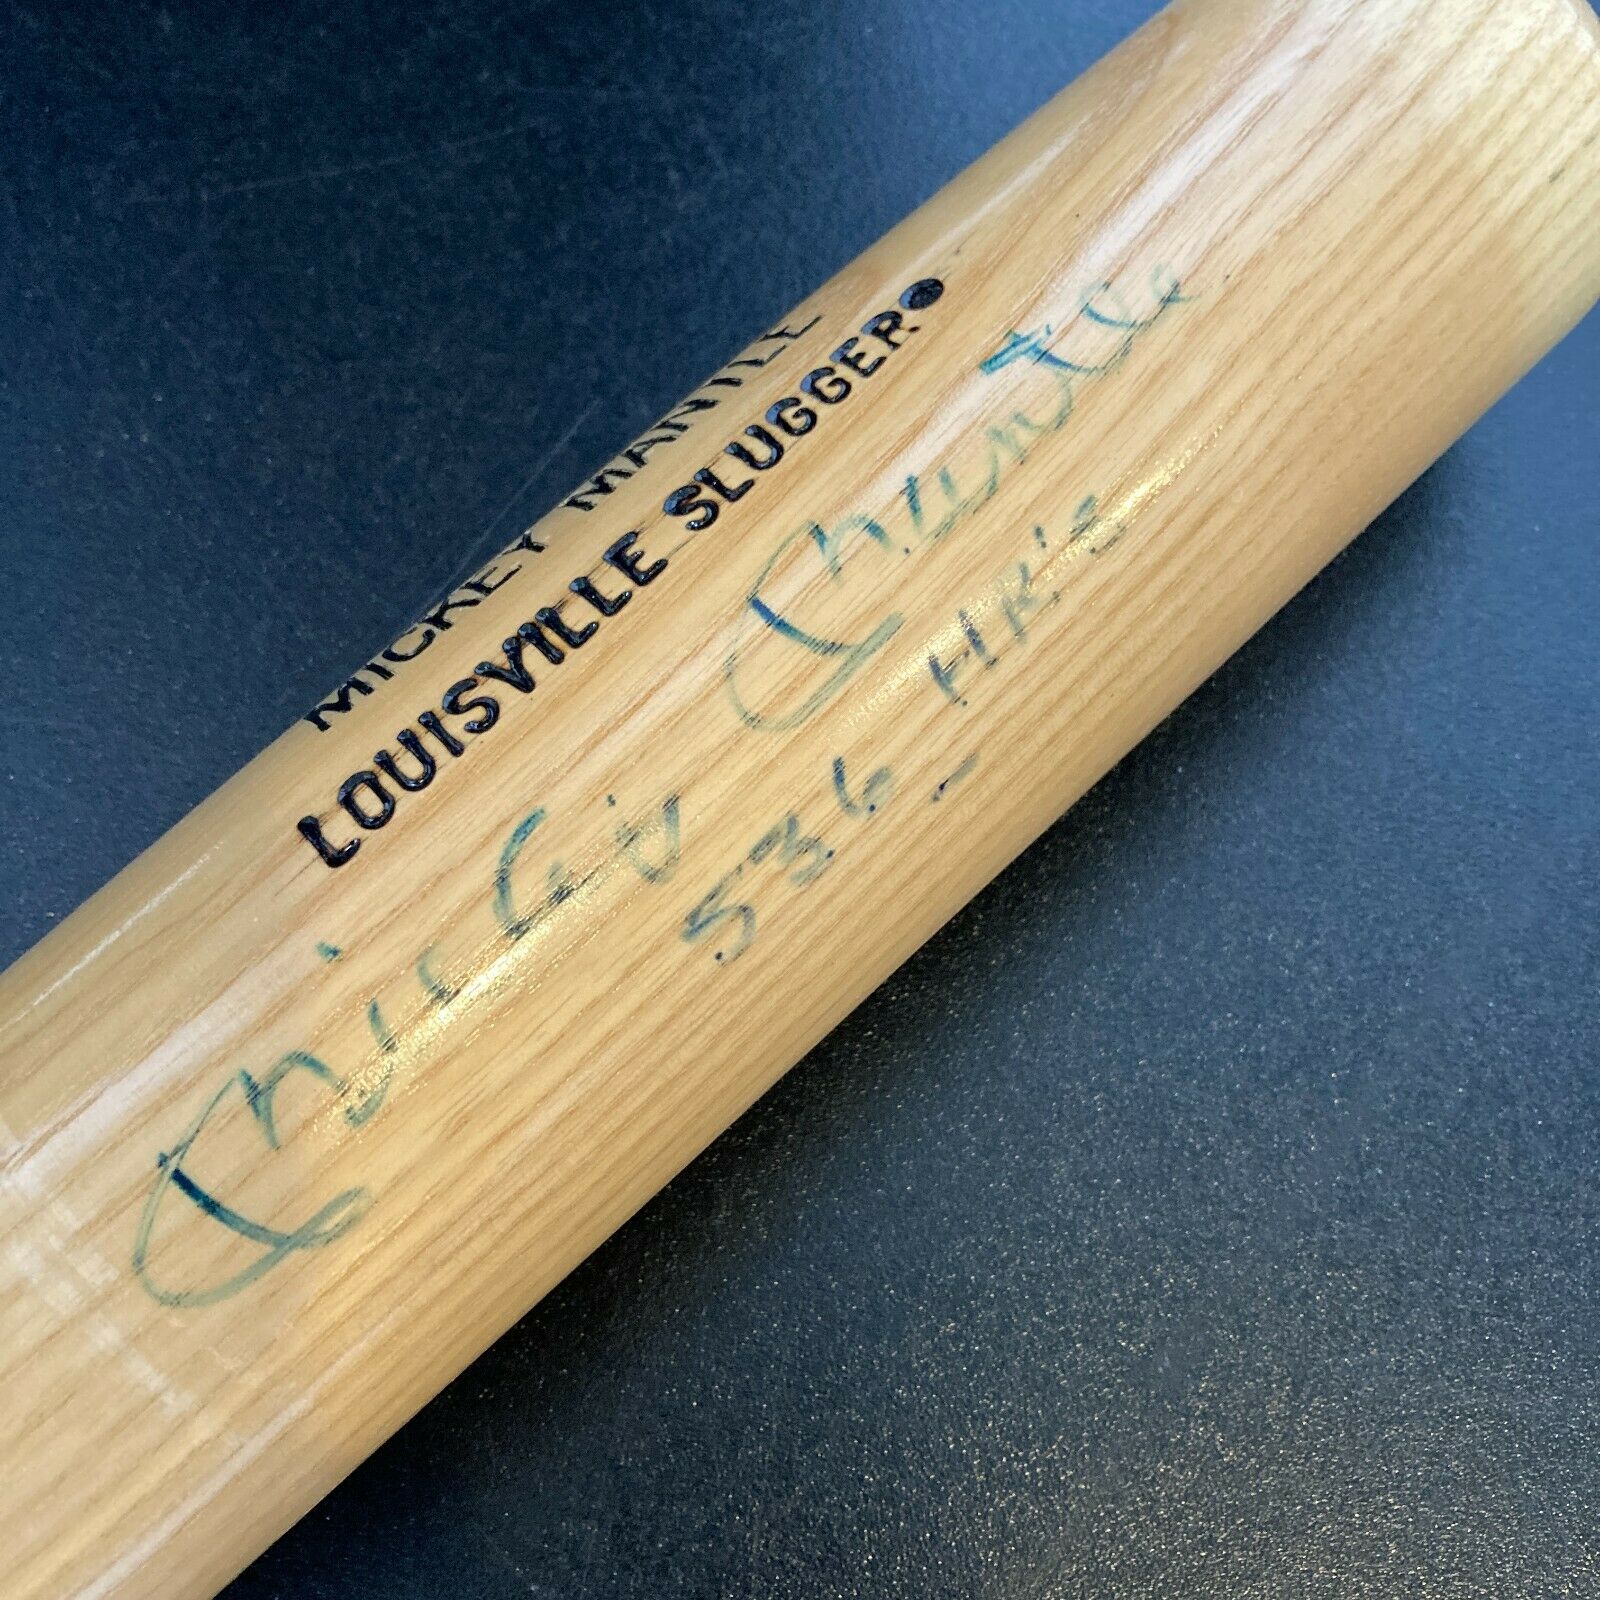 MICKEY MANTLE
LOUISVILLE SLUGGER
Mickey Mantle
536 - HR's